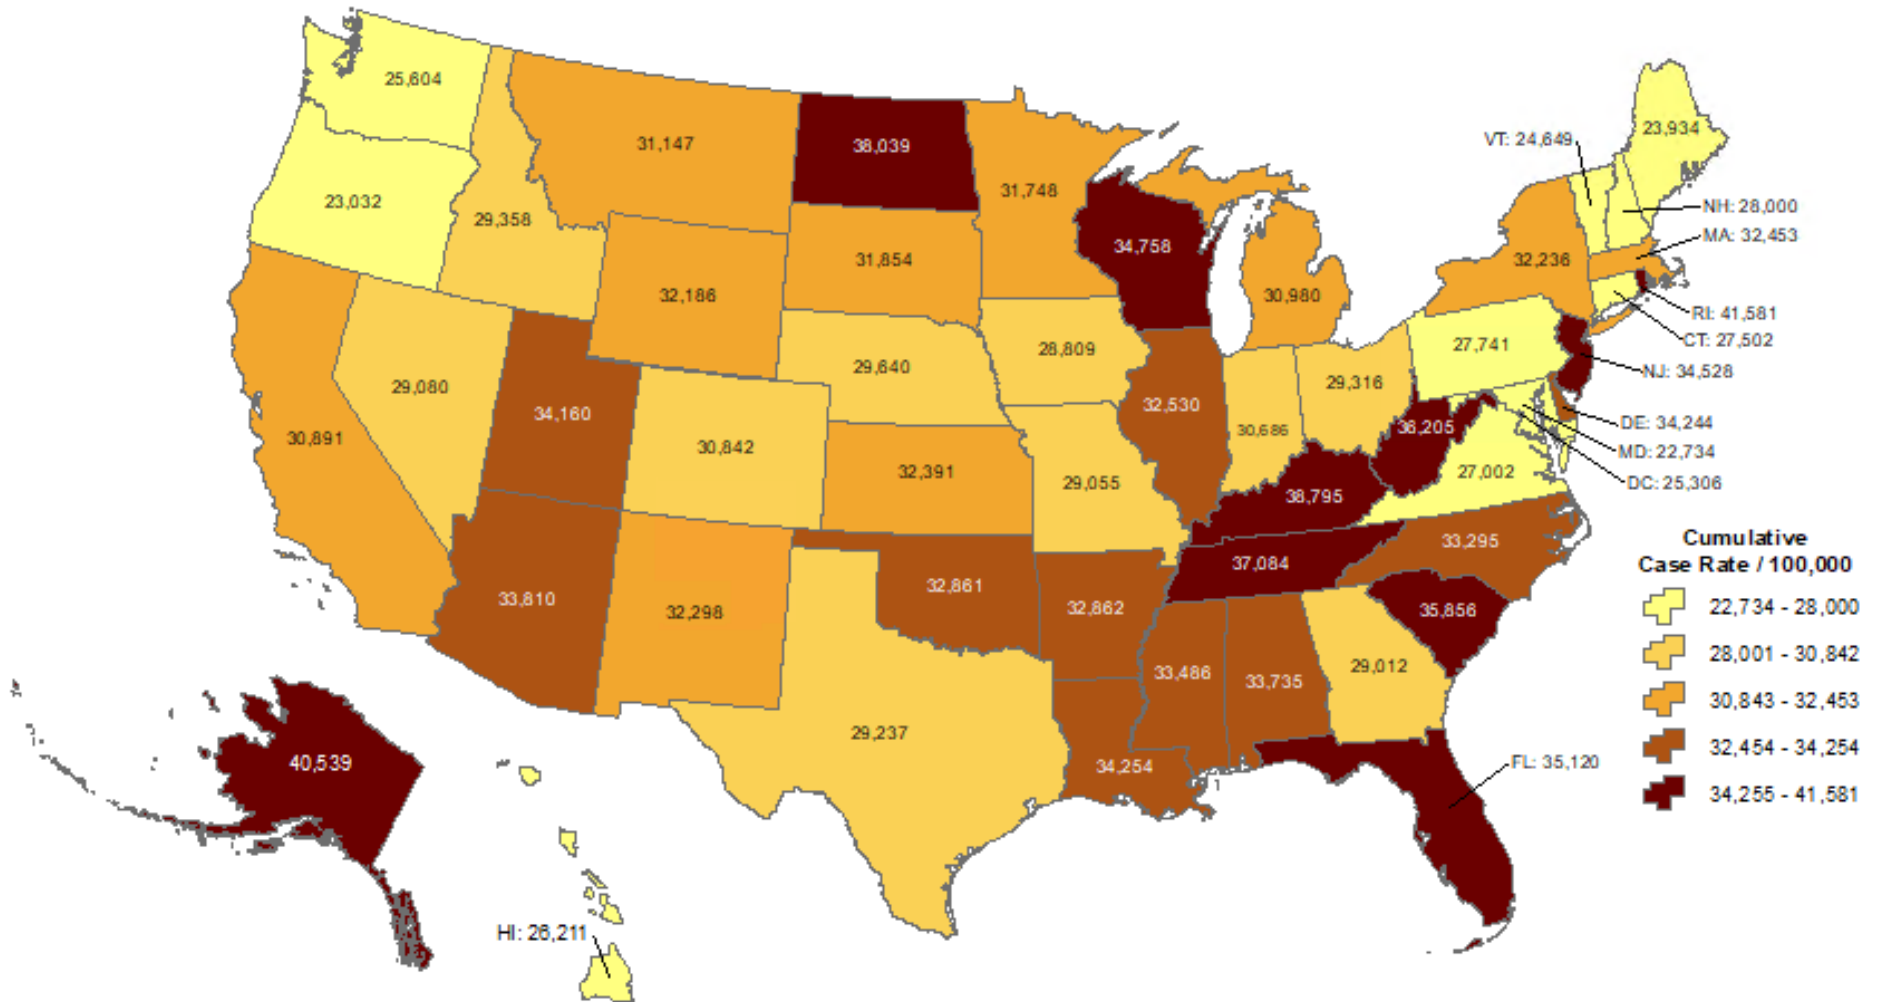 25,604
23,032
29,358
31,147
38,039
31,748
34,758
31,854
32,186
30,980
VT: 24,649
23,934
NH: 28,000
MA: 32,453
32,236
RI: 41,581
CT: 27,502
NJ: 34,528
27,741
DE: 34,244
MD: 22,734
DC: 25,306
30,891
29,080
34,160
30,842
29,640
28,809
32,391
29,055
32,530
30,686
29,316
36,205
27,002
38,795
37,084
33,295
35,856
33,810
32,298
32,861
32,862
33,486
33,735
29,012
29,237
34,254
FL: 35,120
40,539
HI: 26,211
Cumulative
Case Rate / 100,000
22,734 - 28,000
28,001 - 30,842
30,843 - 32,453
32,454 - 34,254
34,255 - 41,581